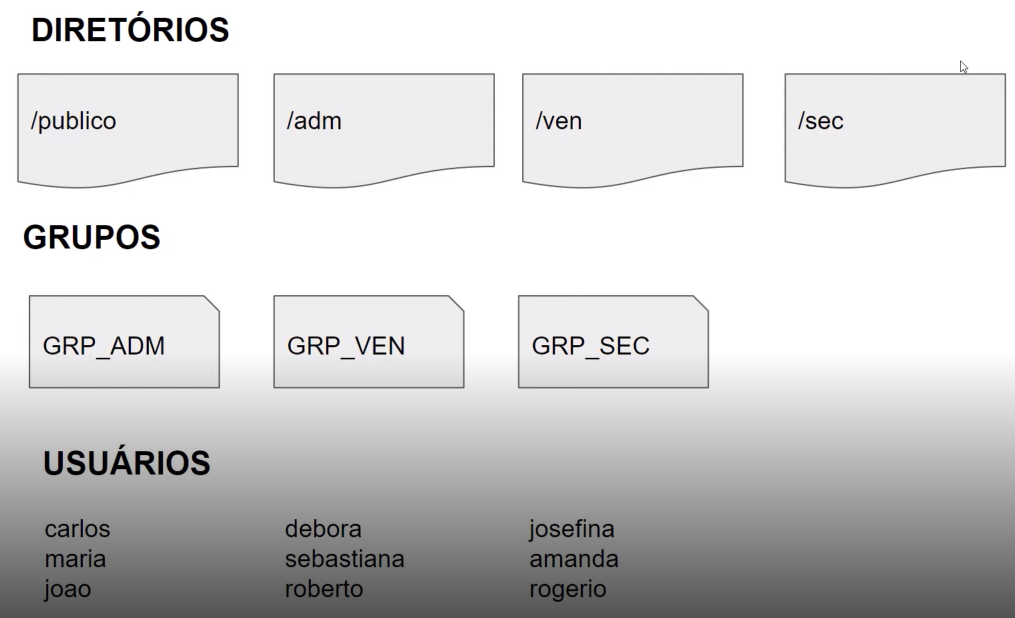 DIRETÓRIOS
/publico
/adm
/ven
/sec
GRUPOS
GRP_ADM
GRP_VEN
GRP_SEC
USUÁRIOS
carlos
maria
joao
debora
sebastiana
roberto
josefina
amanda
rogerio